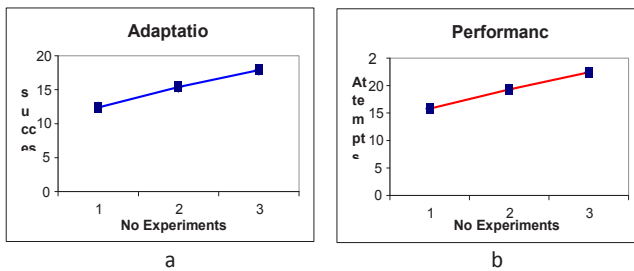 Adaptatio
20
15
10
5
0
s
u
cc
es
1 2 3
No Experiments
a
Performanc
2
20
15
10
5
0
At
te
m
pt
s
1 2 3
No Experiments
b